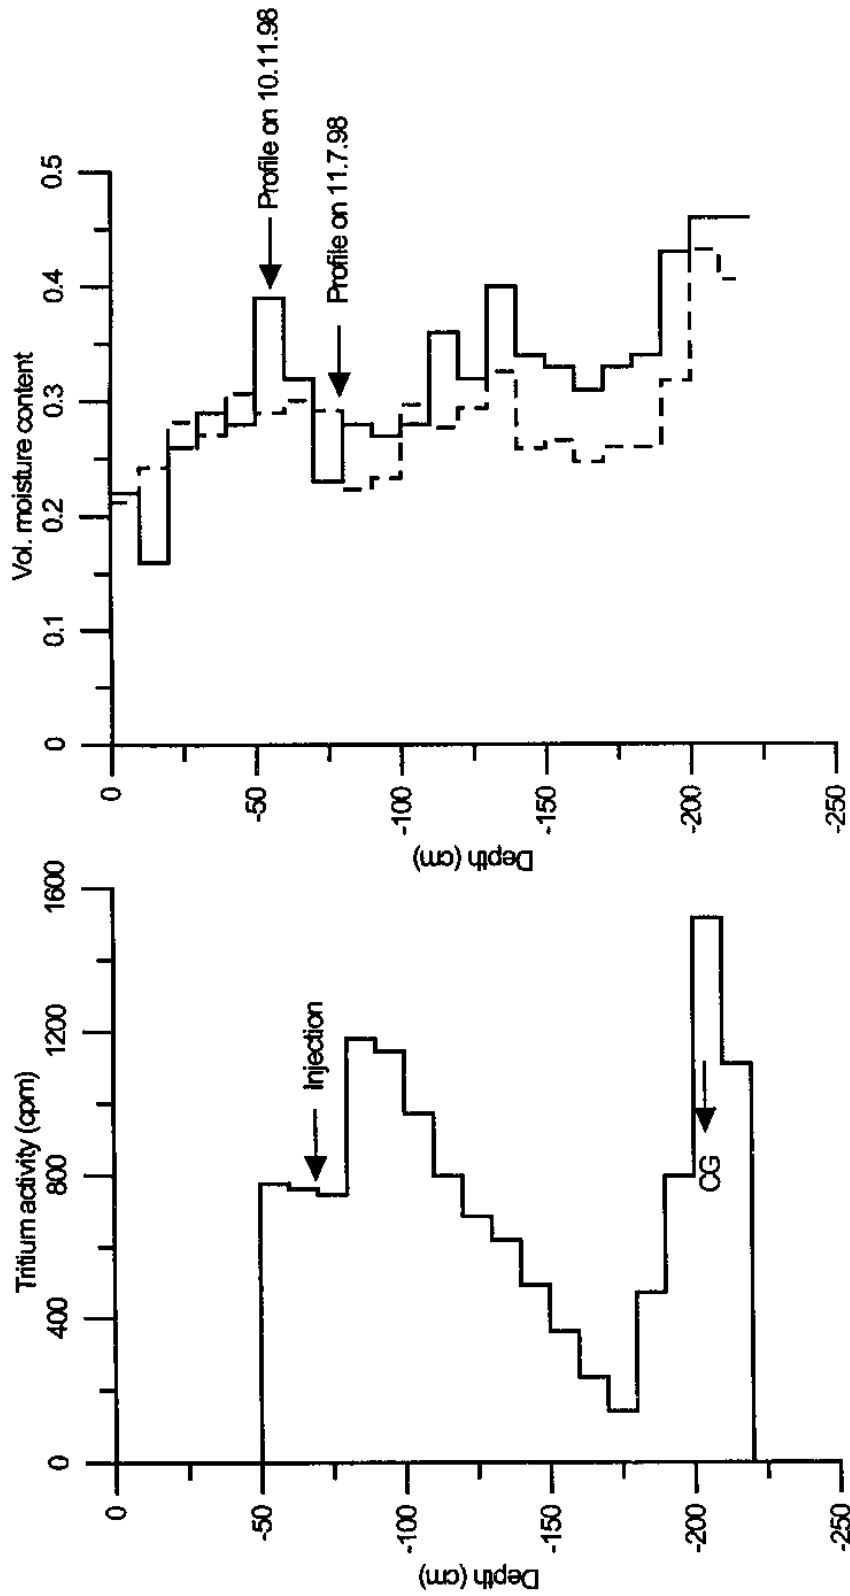 Tritium activity (cpm)
0
400
800
1200
1600
0
-50
-100
-150
-200
-250
Depth (cm)
Injection
CG
Vol. moisture content
0
0.1
0.2
0.3
0.4
0.5
0
-50
-100
-150
-200
-250
Depth (cm)
Profile on 10.11.98
Profile on 11.7.98